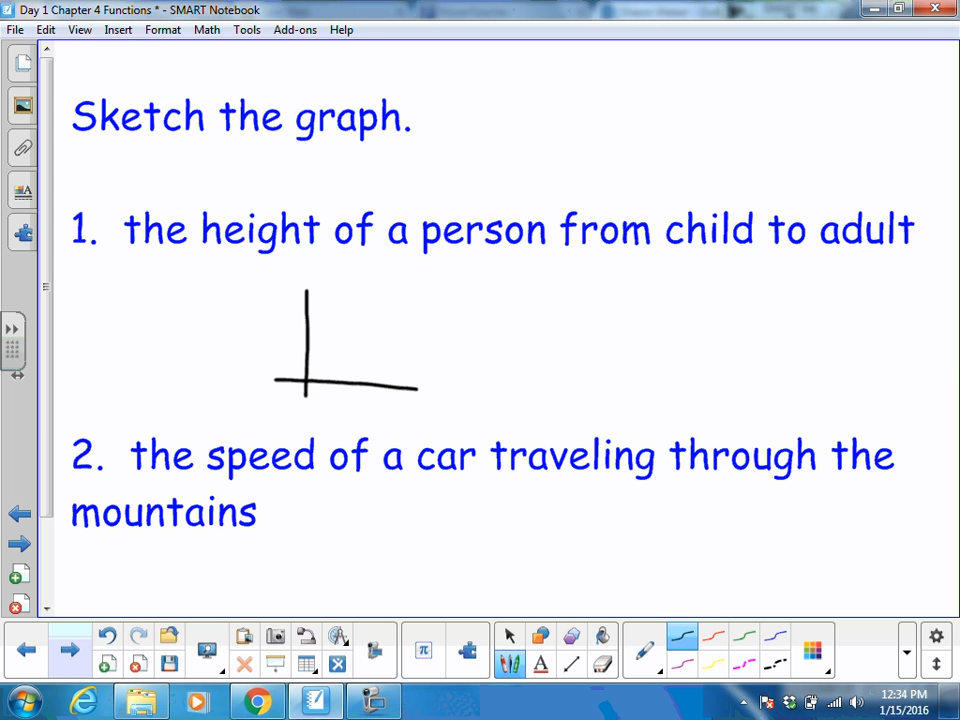 Day 1 Chapter 4 Functions * - SMART Notebook
File Edit View Insert Format Math Tools Add-ons Help
Sketch the graph.
1. the height of a person from child to adult
2. the speed of a car traveling through the
mountains
12:34 PM
1/15/2016